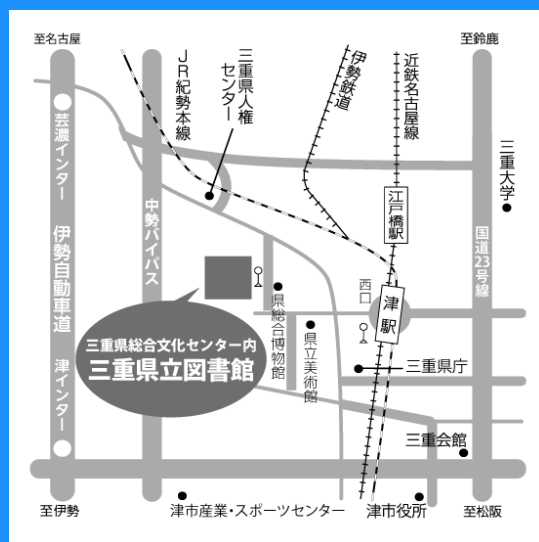 至名古屋
至鈴鹿
JR紀勢本線
三重県人権
センター
伊勢鉄道
近鉄名古屋線
芸濃インター
三重大学
江戸橋駅
中勢バイパス
国道23号線
伊勢自動車道
西口
津駅
県総合博物館
県立美術館
三重県総合文化センター内
三重県立図書館
三重県庁
津インター
三重会館
至伊勢
津市産業・スポーツセンター
津市役所
至松阪